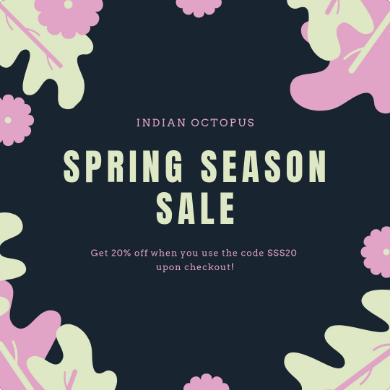 INDIAN OCTOPUS
SPRING SEASON
SALE
Get 20% off when you use the code SSS20
upon checkout!